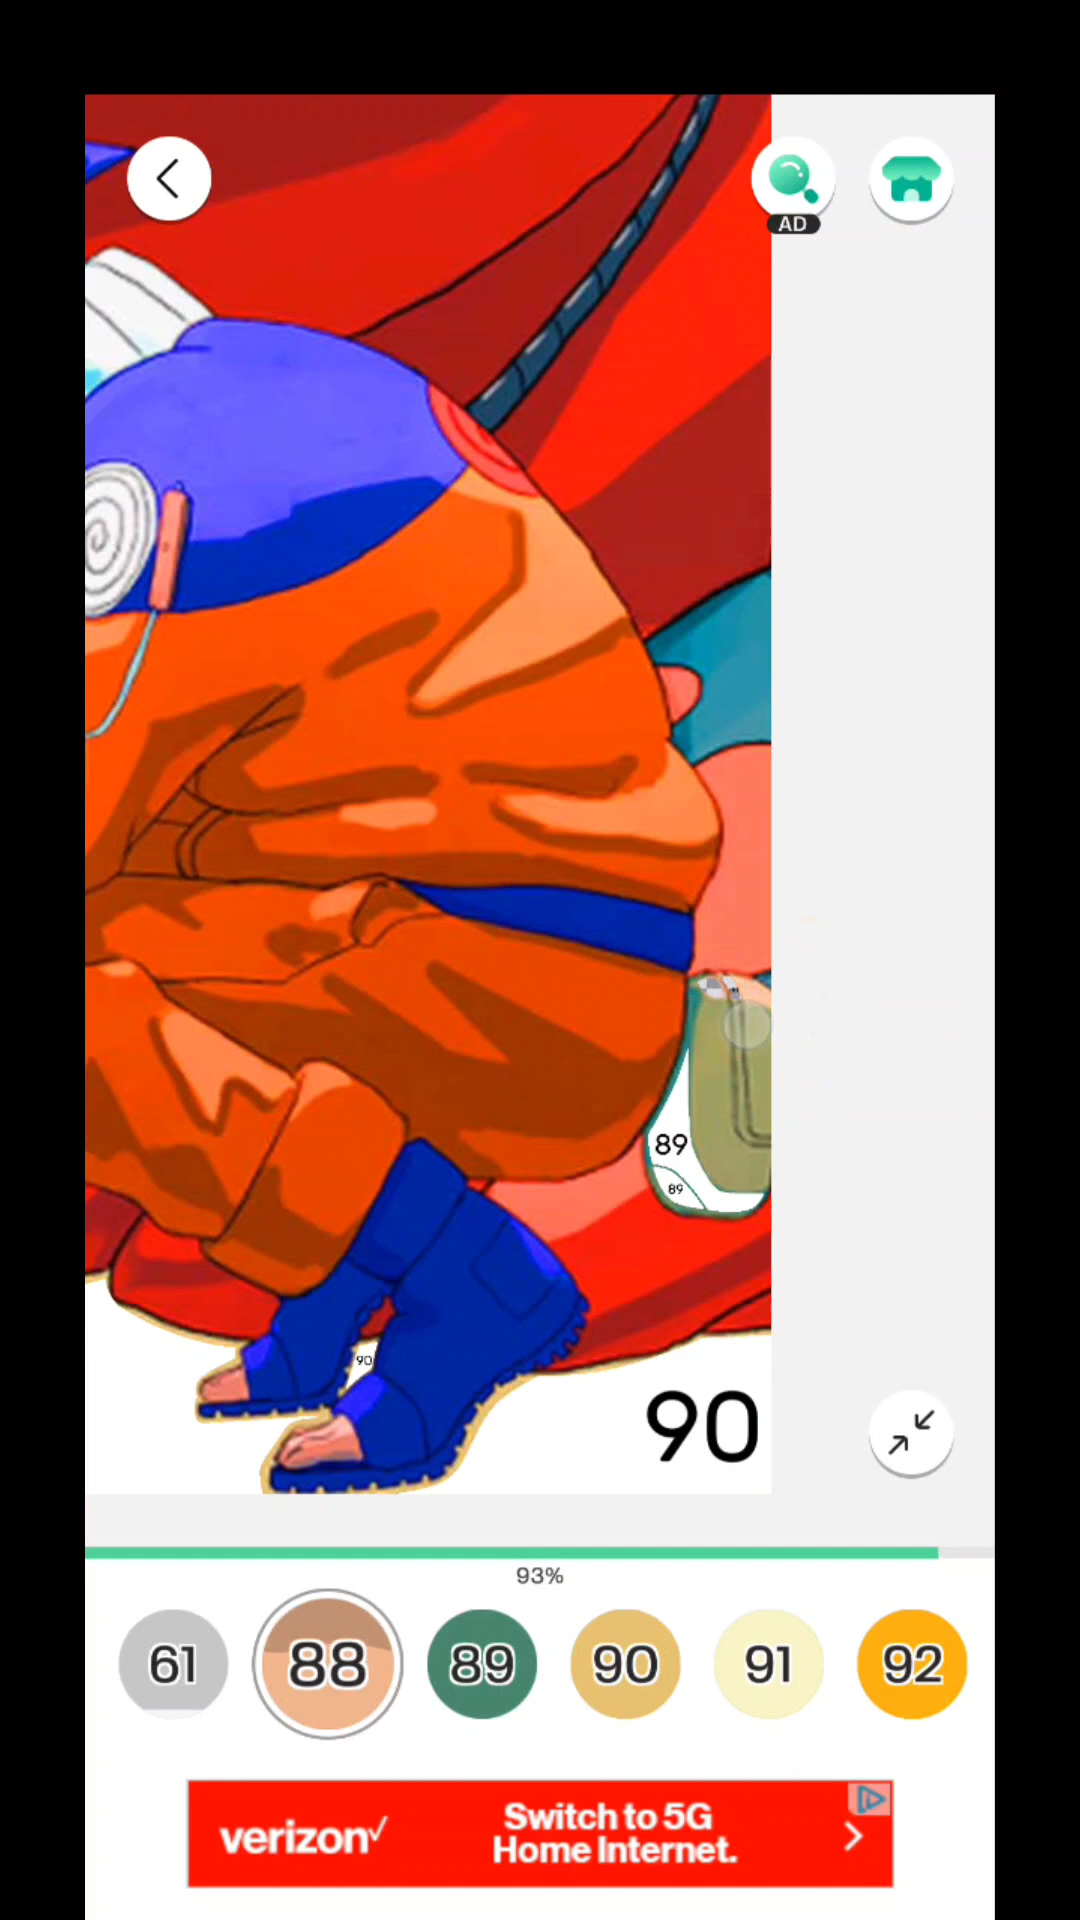 AD
89
89
90
90
93%
61
88
89
90
91
92
verizon✓
Switch to 5G
Home Internet.